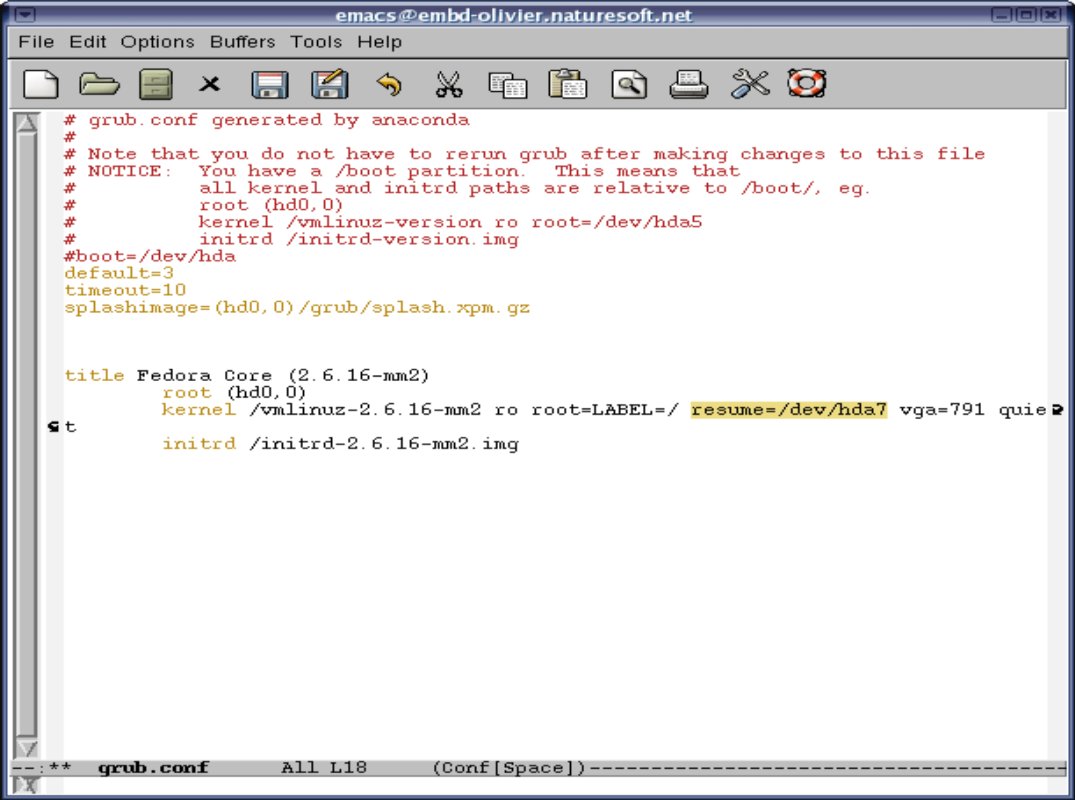 emacs@embd-olivier.naturesoft.net
File Edit Options Buffers Tools Help
# grub.conf generated by anaconda
#
# Note that you do not have to rerun grub after making changes to this file
# NOTICE:  You have a /boot partition.  This means that
#          all kernel and initrd paths are relative to /boot/, eg.
#          root (hd0,0)
#          kernel /vmlinuz-version ro root=/dev/hda5
#          initrd /initrd-version.img
#boot=/dev/hda
default=3
timeout=10
splashimage=(hd0,0)/grub/splash.xpm.gz
title Fedora Core (2.6.16-mm2)
        root (hd0,0)
        kernel /vmlinuz-2.6.16-mm2 ro root=LABEL=/ resume=/dev/hda7 vga=791 quie
t
        initrd /initrd-2.6.16-mm2.img
--:**  grub.conf      All L18     (Conf[Space])---------------------------------------